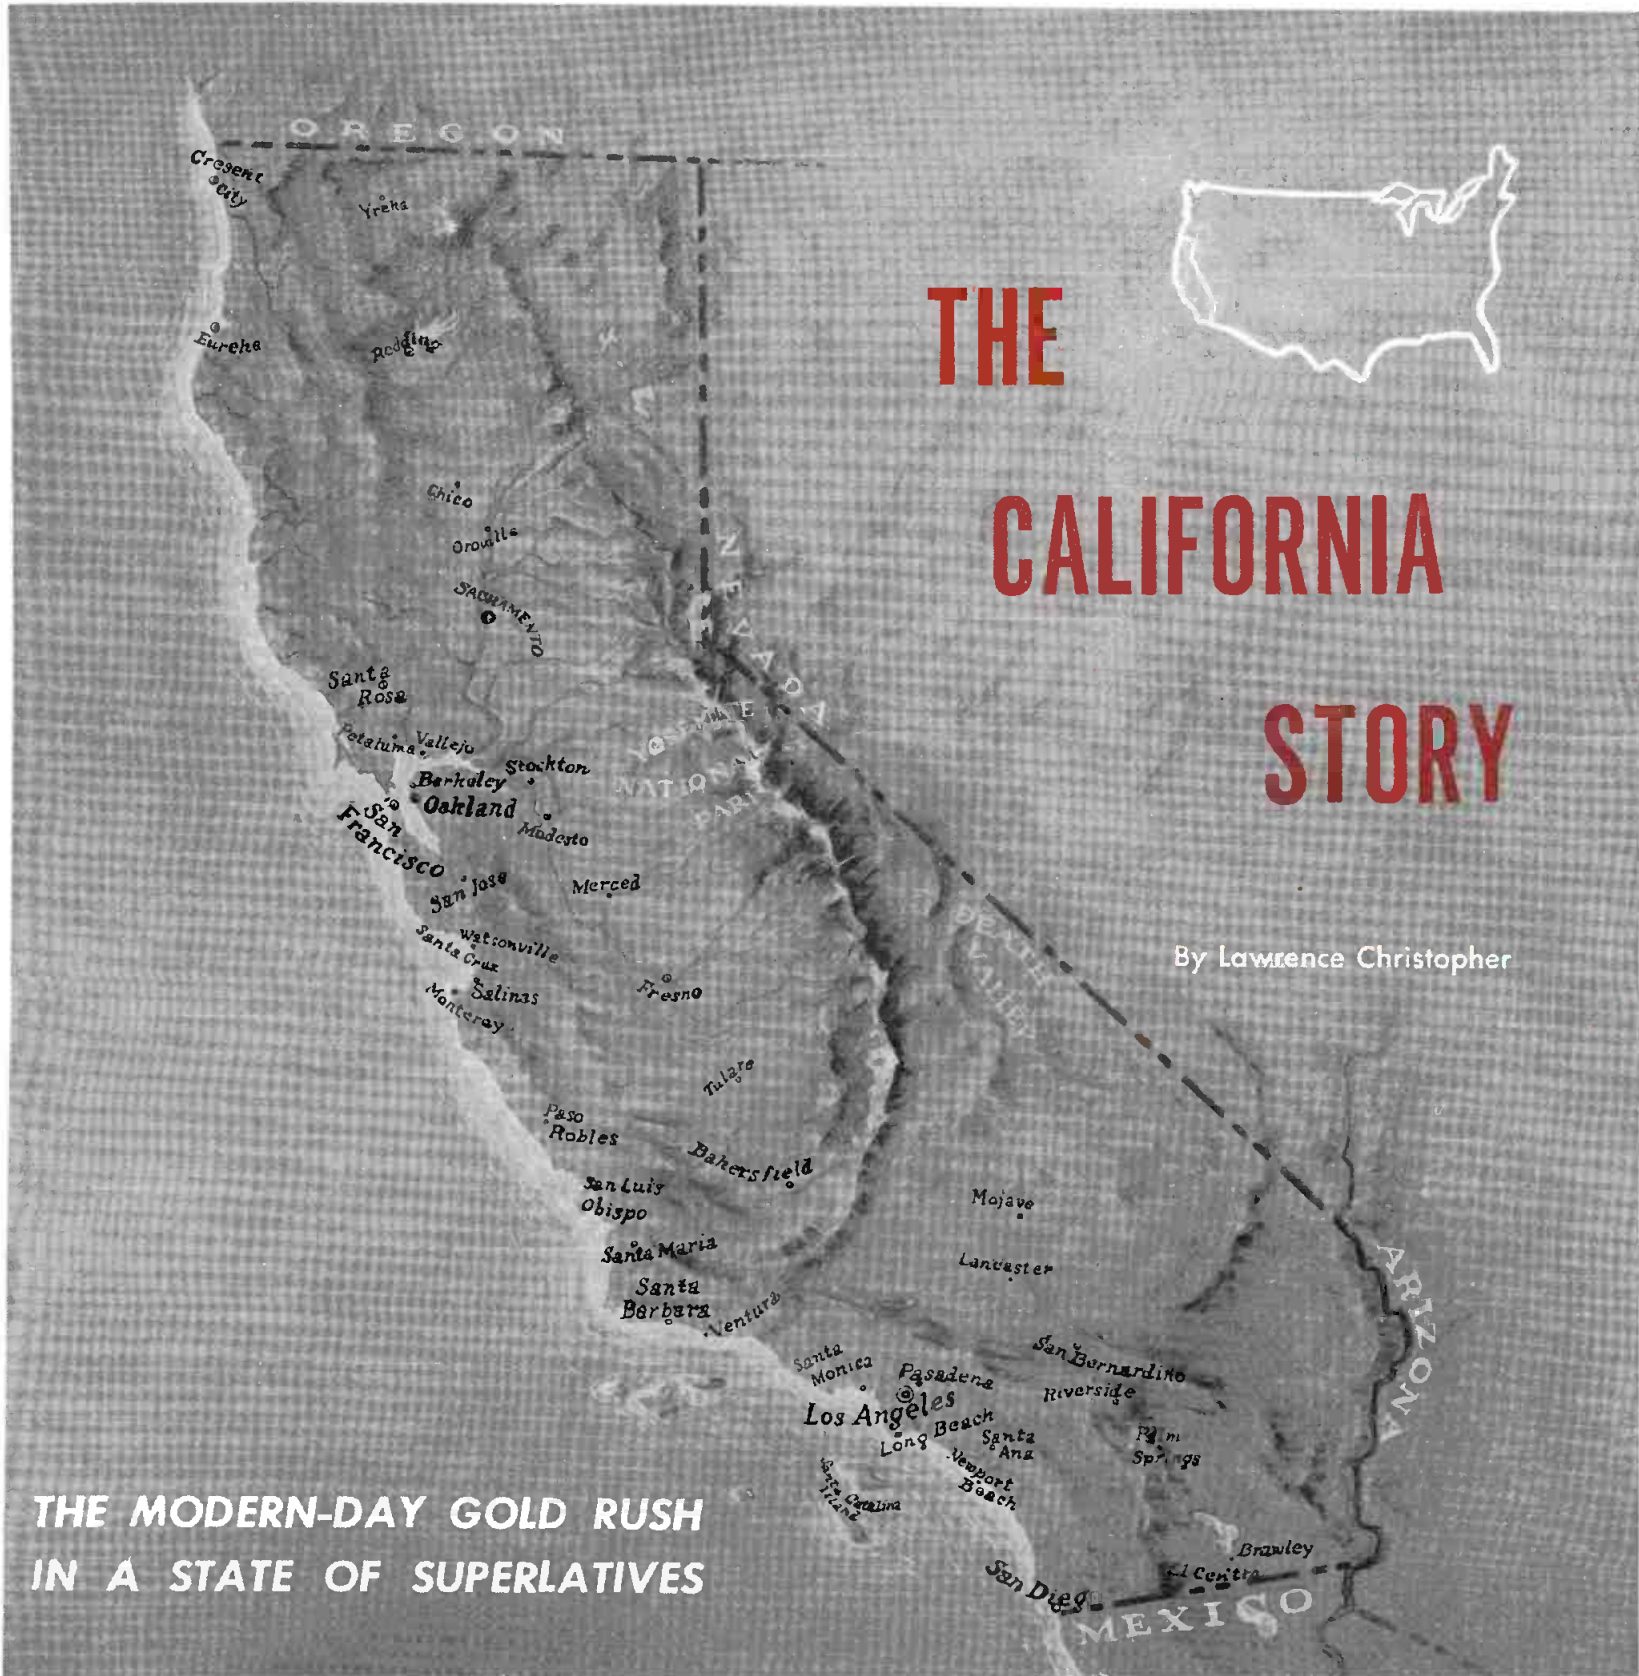 OREGON
Cresent
City
Yreka
Eureka
Redding
THE
CALIFORNIA
STORY
By Lawrence Christopher
Chico
Oroville
SACRAMENTO
NEVADA
Santa
Rosa
Petaluma
Vallejo
YOSEMITE
NATIONAL
PARK
Berkeley
Stockton
Oakland
San
Francisco
Modesto
San Jose
Merced
Watsonville
Santa Cruz
Salinas
Monterey
Fresno
DEATH
VALLEY
Tulare
Paso
Robles
Bakersfield
San Luis
Obispo
Mojave
Santa Maria
Lancaster
Santa
Barbara
Ventura
ARIZONA
Santa
Monica
Pasadena
San Bernardino
Riverside
Los Angeles
Long Beach
Santa
Ana
Palm
Springs
Newport
Beach
Santa Catalina
Island
THE MODERN-DAY GOLD RUSH
IN A STATE OF SUPERLATIVES
Brawley
El Centro
San Diego
MEXICO